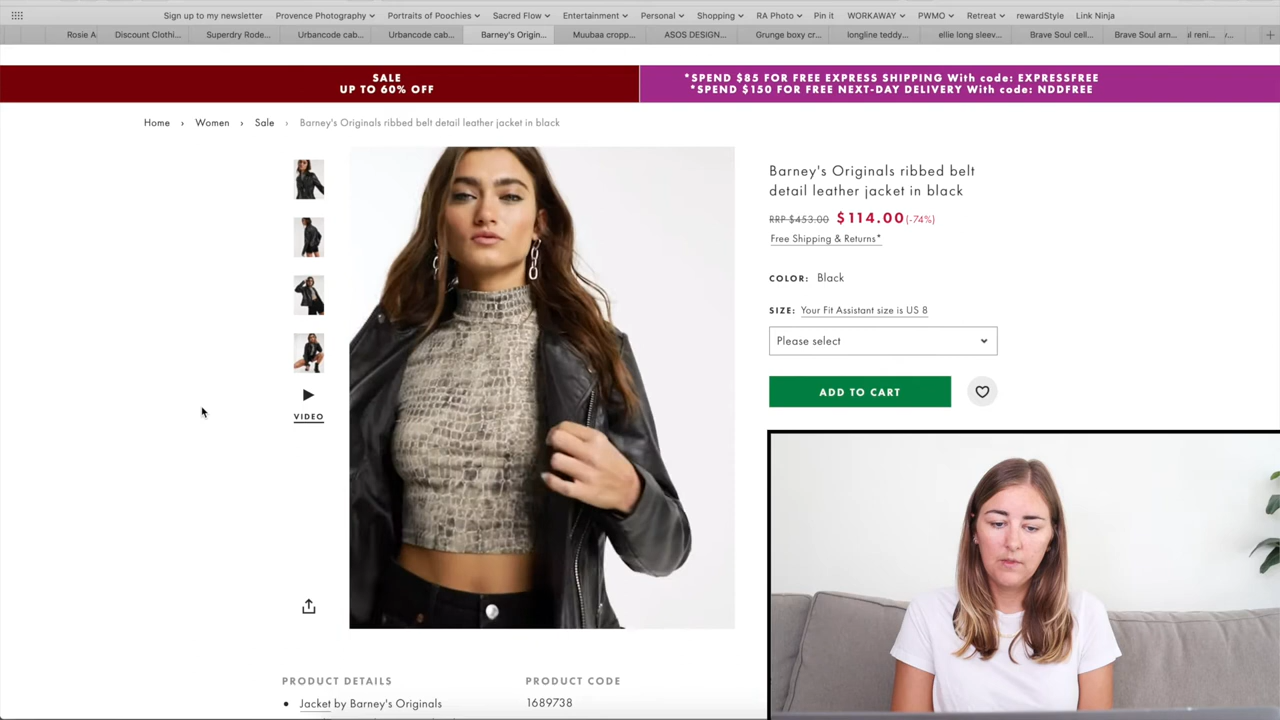 Sign up to my newsletter Provence Photography Portraits of Poochies Sacred Flow Entertainment Personal Shopping RA Photo Pin it WORKAWAY PWMO Retreat rewardStyle Link Ninja
Rosie A Discount Clothi... Superdry Rode... Urbancode cab... Urbancode cab... Barney's Origin... Muubaa cropp... ASOS DESIGN... Grunge boxy cr... longline teddy... ellie long sleev... Brave Soul cell... Brave Soul arn...
SALE
UP TO 60% OFF
*SPEND $85 FOR FREE EXPRESS SHIPPING With code: EXPRESSFREE
*SPEND $150 FOR FREE NEXT-DAY DELIVERY With code: NDDFREE
Home › Women › Sale › Barney's Originals ribbed belt detail leather jacket in black
Barney's Originals ribbed belt
detail leather jacket in black
RRP $453.00 $114.00 (-74%)
Free Shipping & Returns*
COLOR: Black
SIZE: Your Fit Assistant size is US 8
Please select
ADD TO CART
VIDEO
PRODUCT DETAILS
• Jacket by Barney's Originals
PRODUCT CODE
1689738